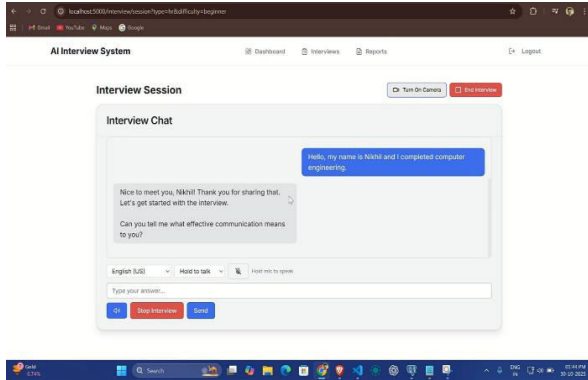 localhost:5000/interview/session?type=hr&difficulty=beginner
Gmail YouTube Maps Google
AI Interview System
Dashboard Interviews Reports
Logout
Interview Session
Turn On Camera End Interview
Interview Chat
Hello, my name is Nikhil and I completed computer
engineering.
Nice to meet you, Nikhil! Thank you for sharing that.
Let's get started with the interview.
Can you tell me what effective communication means
to you?
English (US) Hold to talk Hold mic to speak
Type your answer...
Stop Interview Send
Gold
Search
ENG
IN